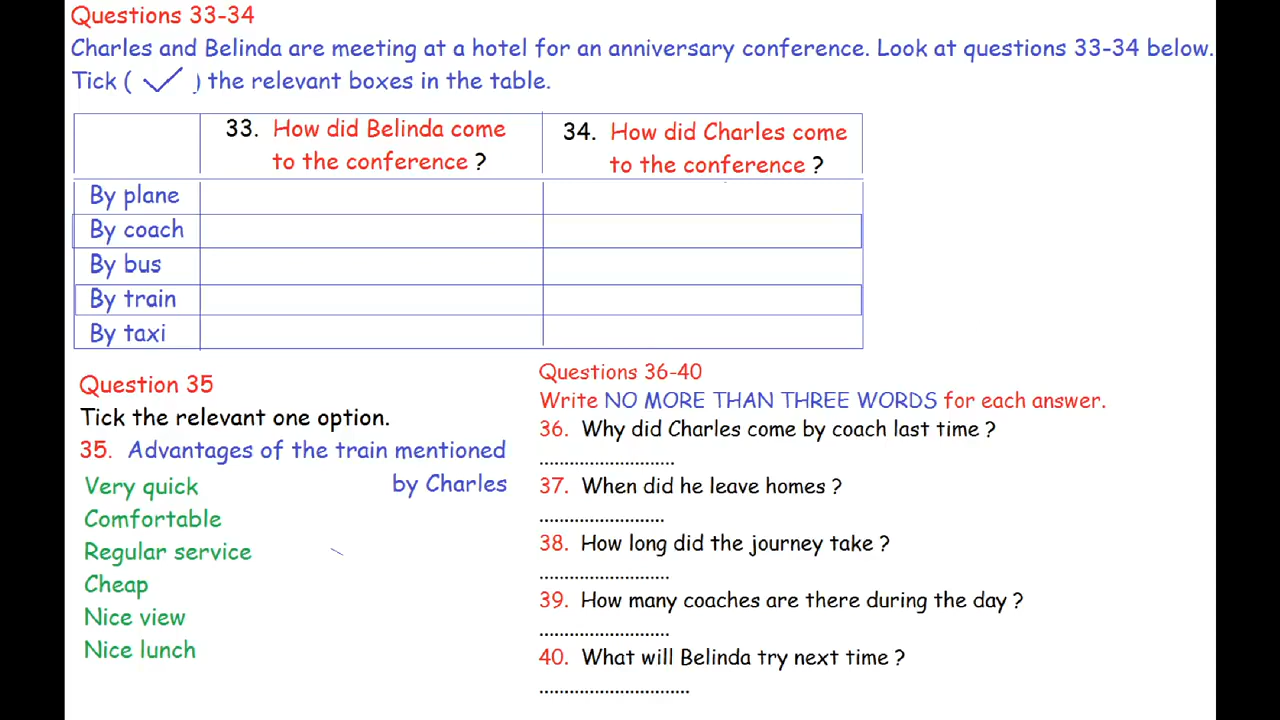 Questions 33-34
Charles and Belinda are meeting at a hotel for an anniversary conference. Look at questions 33-34 below.
Tick ( ✓ ) the relevant boxes in the table.
33. How did Belinda come to the conference ?
34. How did Charles come to the conference ?
By plane
By coach
By bus
By train
By taxi
Question 35
Tick the relevant one option.
35. Advantages of the train mentioned
by Charles
Very quick
Comfortable
Regular service
Cheap
Nice view
Nice lunch
Questions 36-40
Write NO MORE THAN THREE WORDS for each answer.
36. Why did Charles come by coach last time ?
...........................
37. When did he leave homes ?
.........................
38. How long did the journey take ?
..........................
39. How many coaches are there during the day ?
..........................
40. What will Belinda try next time ?
..............................